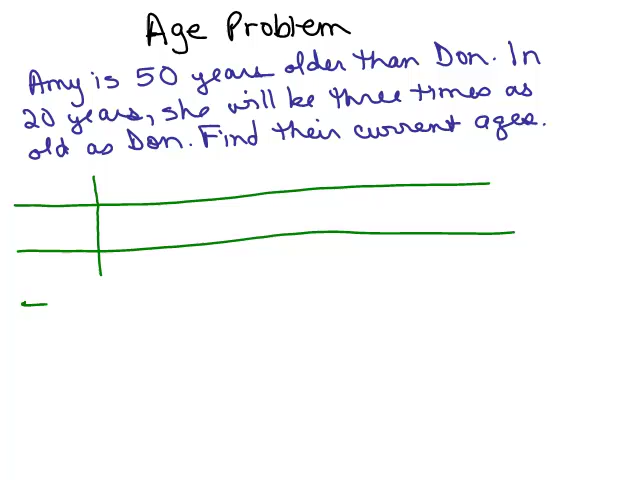 Age Problem
Amy is 50 years older than Don. In
20 years, she will be three times as
old as Don. Find their current ages.